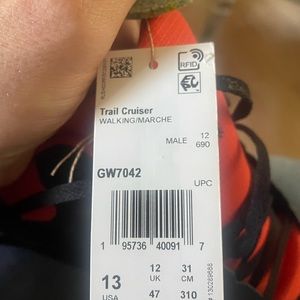 RFID
Trail Cruiser
WALKING/MARCHE
MALE 12
690
GW7042
UPC
1 95736 40091 7
13 12 31
USA UK CM
47 310